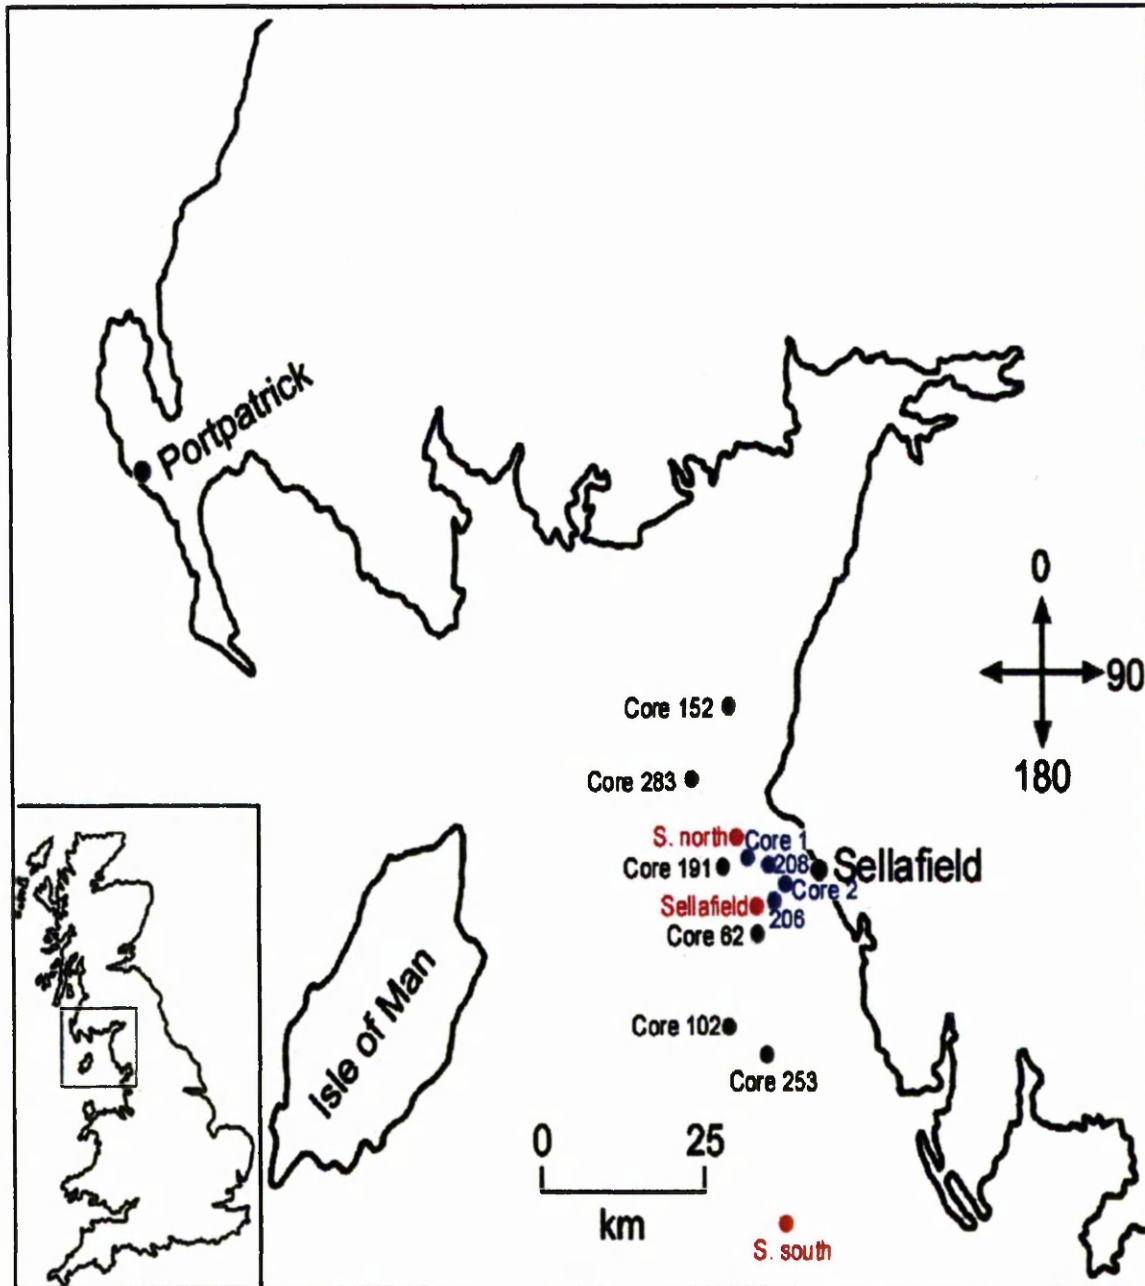 Portpatrick
0
90
180
Core 152
Core 283
S. north
Core 1
Core 191
208
Sellafield
Core 2
Sellafield
206
Core 62
Isle of Man
Core 102
Core 253
0 25
km
S. south